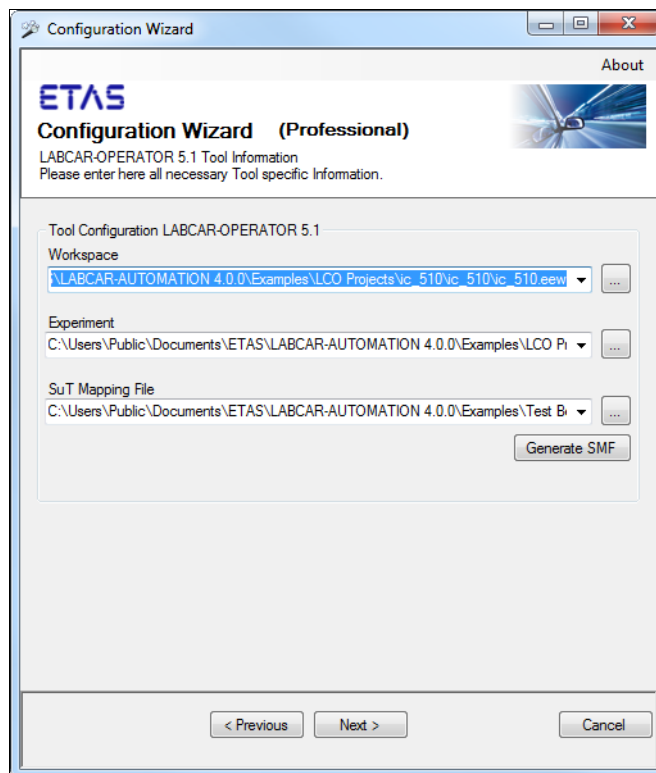 Configuration Wizard
About
ETAS
Configuration Wizard (Professional)
LABCAR-OPERATOR 5.1 Tool Information
Please enter here all necessary Tool specific Information.
Tool Configuration LABCAR-OPERATOR 5.1
Workspace
\LABCAR-AUTOMATION 4.0.0\Examples\LCO Projects\ic_510\ic_510\ic_510.eew
...
Experiment
C:\Users\Public\Documents\ETAS\LABCAR-AUTOMATION 4.0.0\Examples\LCO
...
SuT Mapping File
C:\Users\Public\Documents\ETAS\LABCAR-AUTOMATION 4.0.0\Examples\Test
...
Generate SMF
< Previous
Next >
Cancel